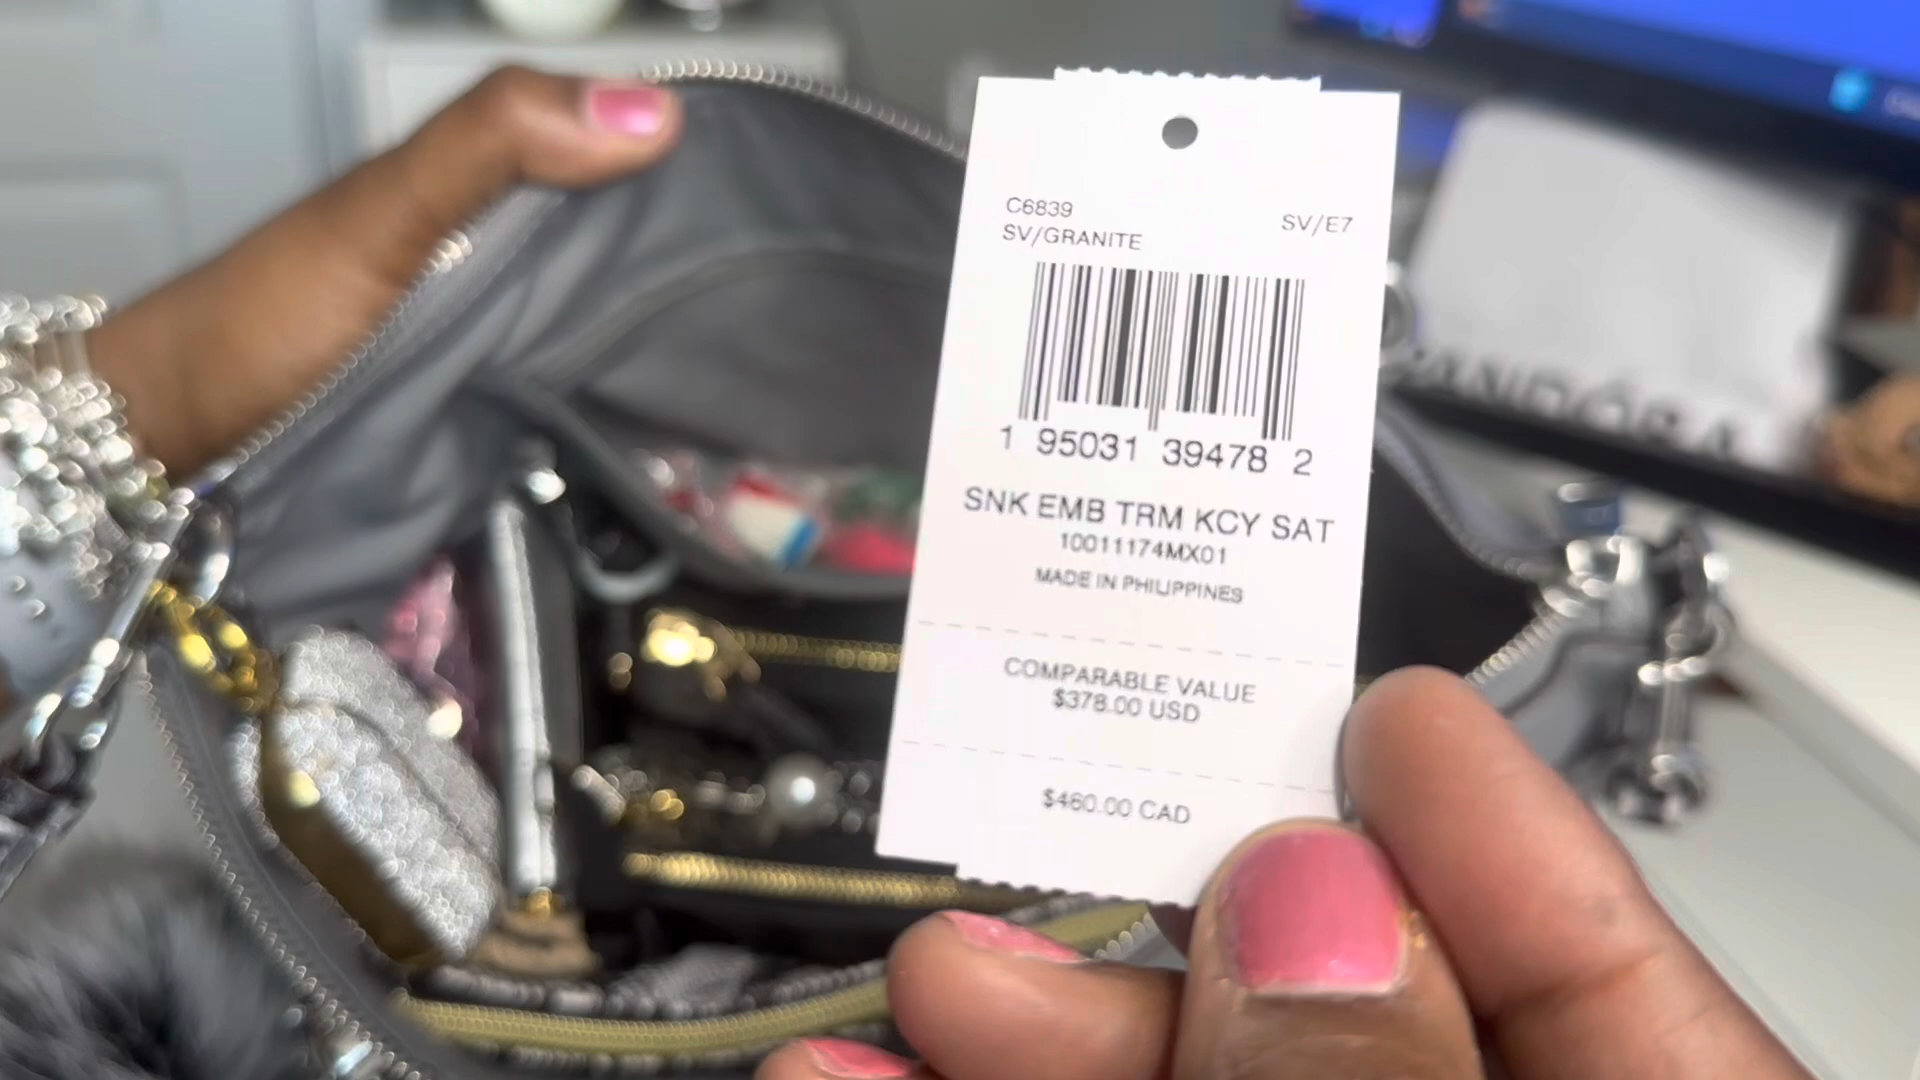 C6839
SV/GRANITE
SV/E7
1 95031 39478 2
SNK EMB TRM KCY SAT
10011174MX01
MADE IN PHILIPPINES
COMPARABLE VALUE
$378.00 USD
$460.00 CAD
PANDORA